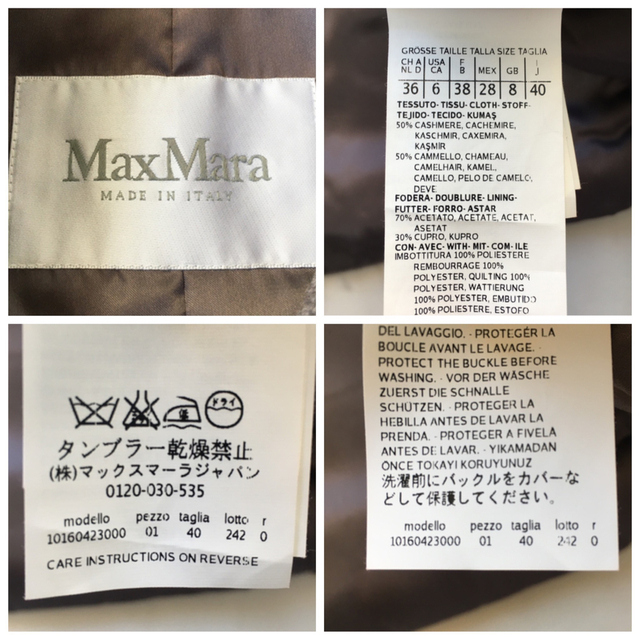 MaxMara
MADE IN ITALY
GRÖSSE TAILLE TALLA SIZE TAGLIA
CH A USA F I
NL D CA B MEX GB J
36 6 38 28 8 40
TESSUTO- TISSU- CLOTH- STOFF-
TEJIDO- TECIDO- KUMAŞ
50% CASHMERE, CACHEMIRE,
KASCHMIR, CAXEMIRA,
KAŞMİR
50% CAMMELLO, CHAMEAU,
CAMELHAIR, KAMEL,
CAMELLO, PELO DE CAMELO,
DEVE
FODERA- DOUBLURE- LINING-
FUTTER- FORRO- ASTAR
70% ACETATO, ACETATE, ACETAT,
ASETAT
30% CUPRO, KUPRO
CON- AVEC- WITH- MIT- COM- ILE
IMBOTTITURA 100% POLIESTERE
REMBOURRAGE 100%
POLYESTER, QUILTING 100%
POLYESTER, WATTIERUNG
100% POLYESTER, EMBUTIDO
100% POLIESTERE, ESTOFO
ドライ
タンブラー乾燥禁止
(株)マックスマーラジャパン
0120-030-535
modello pezzo taglia lotto r
10160423000 01 40 242 0
CARE INSTRUCTIONS ON REVERSE
DEL LAVAGGIO. · PROTEGÉR LA
BOUCLE AVANT LE LAVAGE. ·
PROTECT THE BUCKLE BEFORE
WASHING. · VOR DER WÄSCHE
ZUERST DIE SCHNALLE
SCHÜTZEN. · PROTEGER LA
HEBILLA ANTES DE LAVAR LA
PRENDA. · PROTEGER A FIVELA
ANTES DE LAVAR. · YIKAMADAN
ÖNCE TOKAYI KORUYUNUZ
洗濯前にバックルをカバーな
どして保護してください。
modello pezzo taglia lotto r
10160423000 01 40 242 0